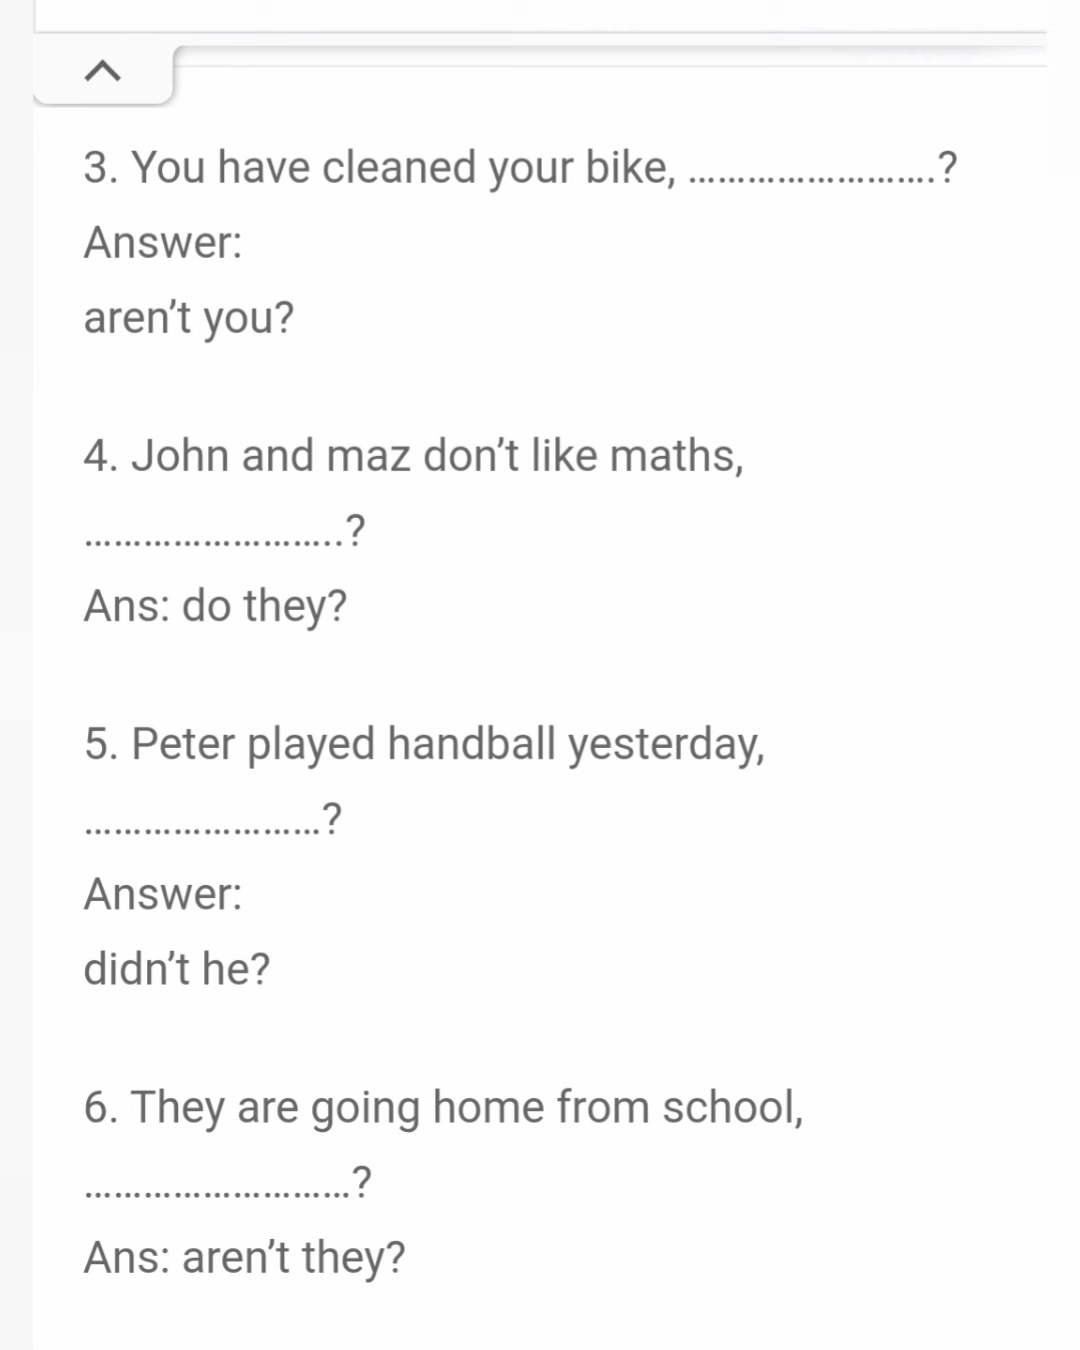 3. You have cleaned your bike, ........................?
Answer:
aren't you?
4. John and maz don't like maths,
..........................?
Ans: do they?
5. Peter played handball yesterday,
........................?
Answer:
didn't he?
6. They are going home from school,
...........................?
Ans: aren't they?